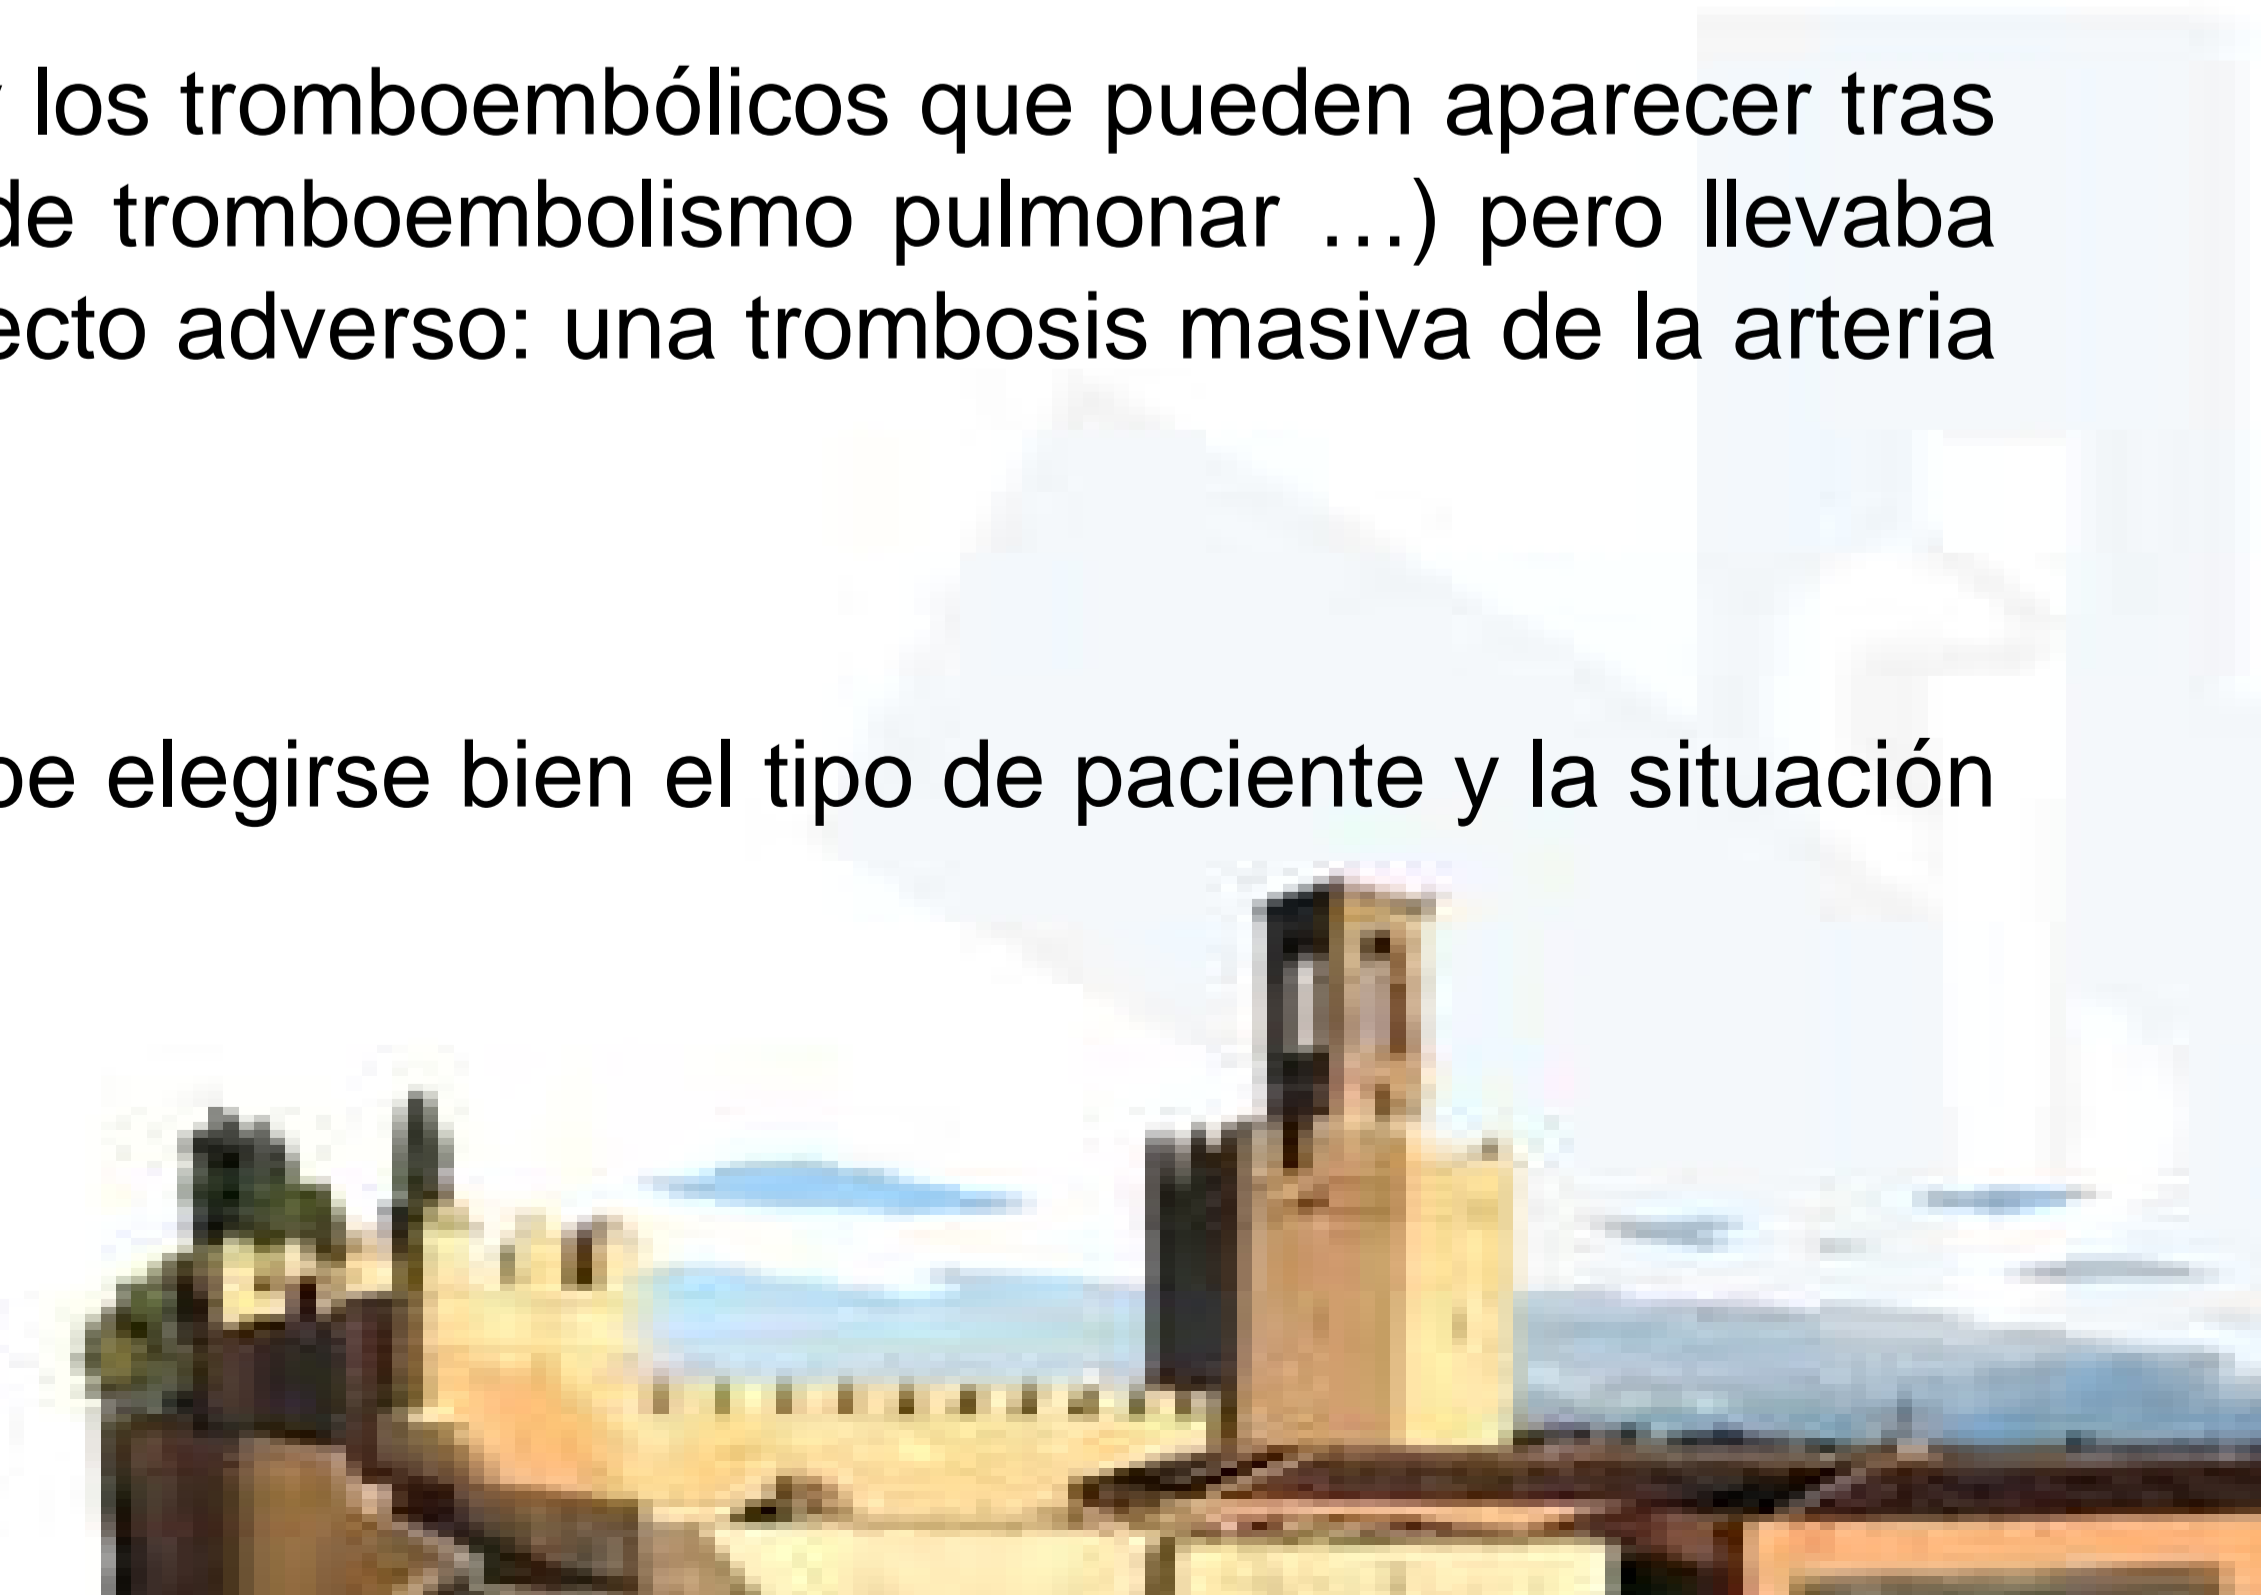 los tromboembólicos que pueden aparecer tras
de tromboembolismo pulmonar …) pero llevaba
ecto adverso: una trombosis masiva de la arteria
be elegirse bien el tipo de paciente y la situación